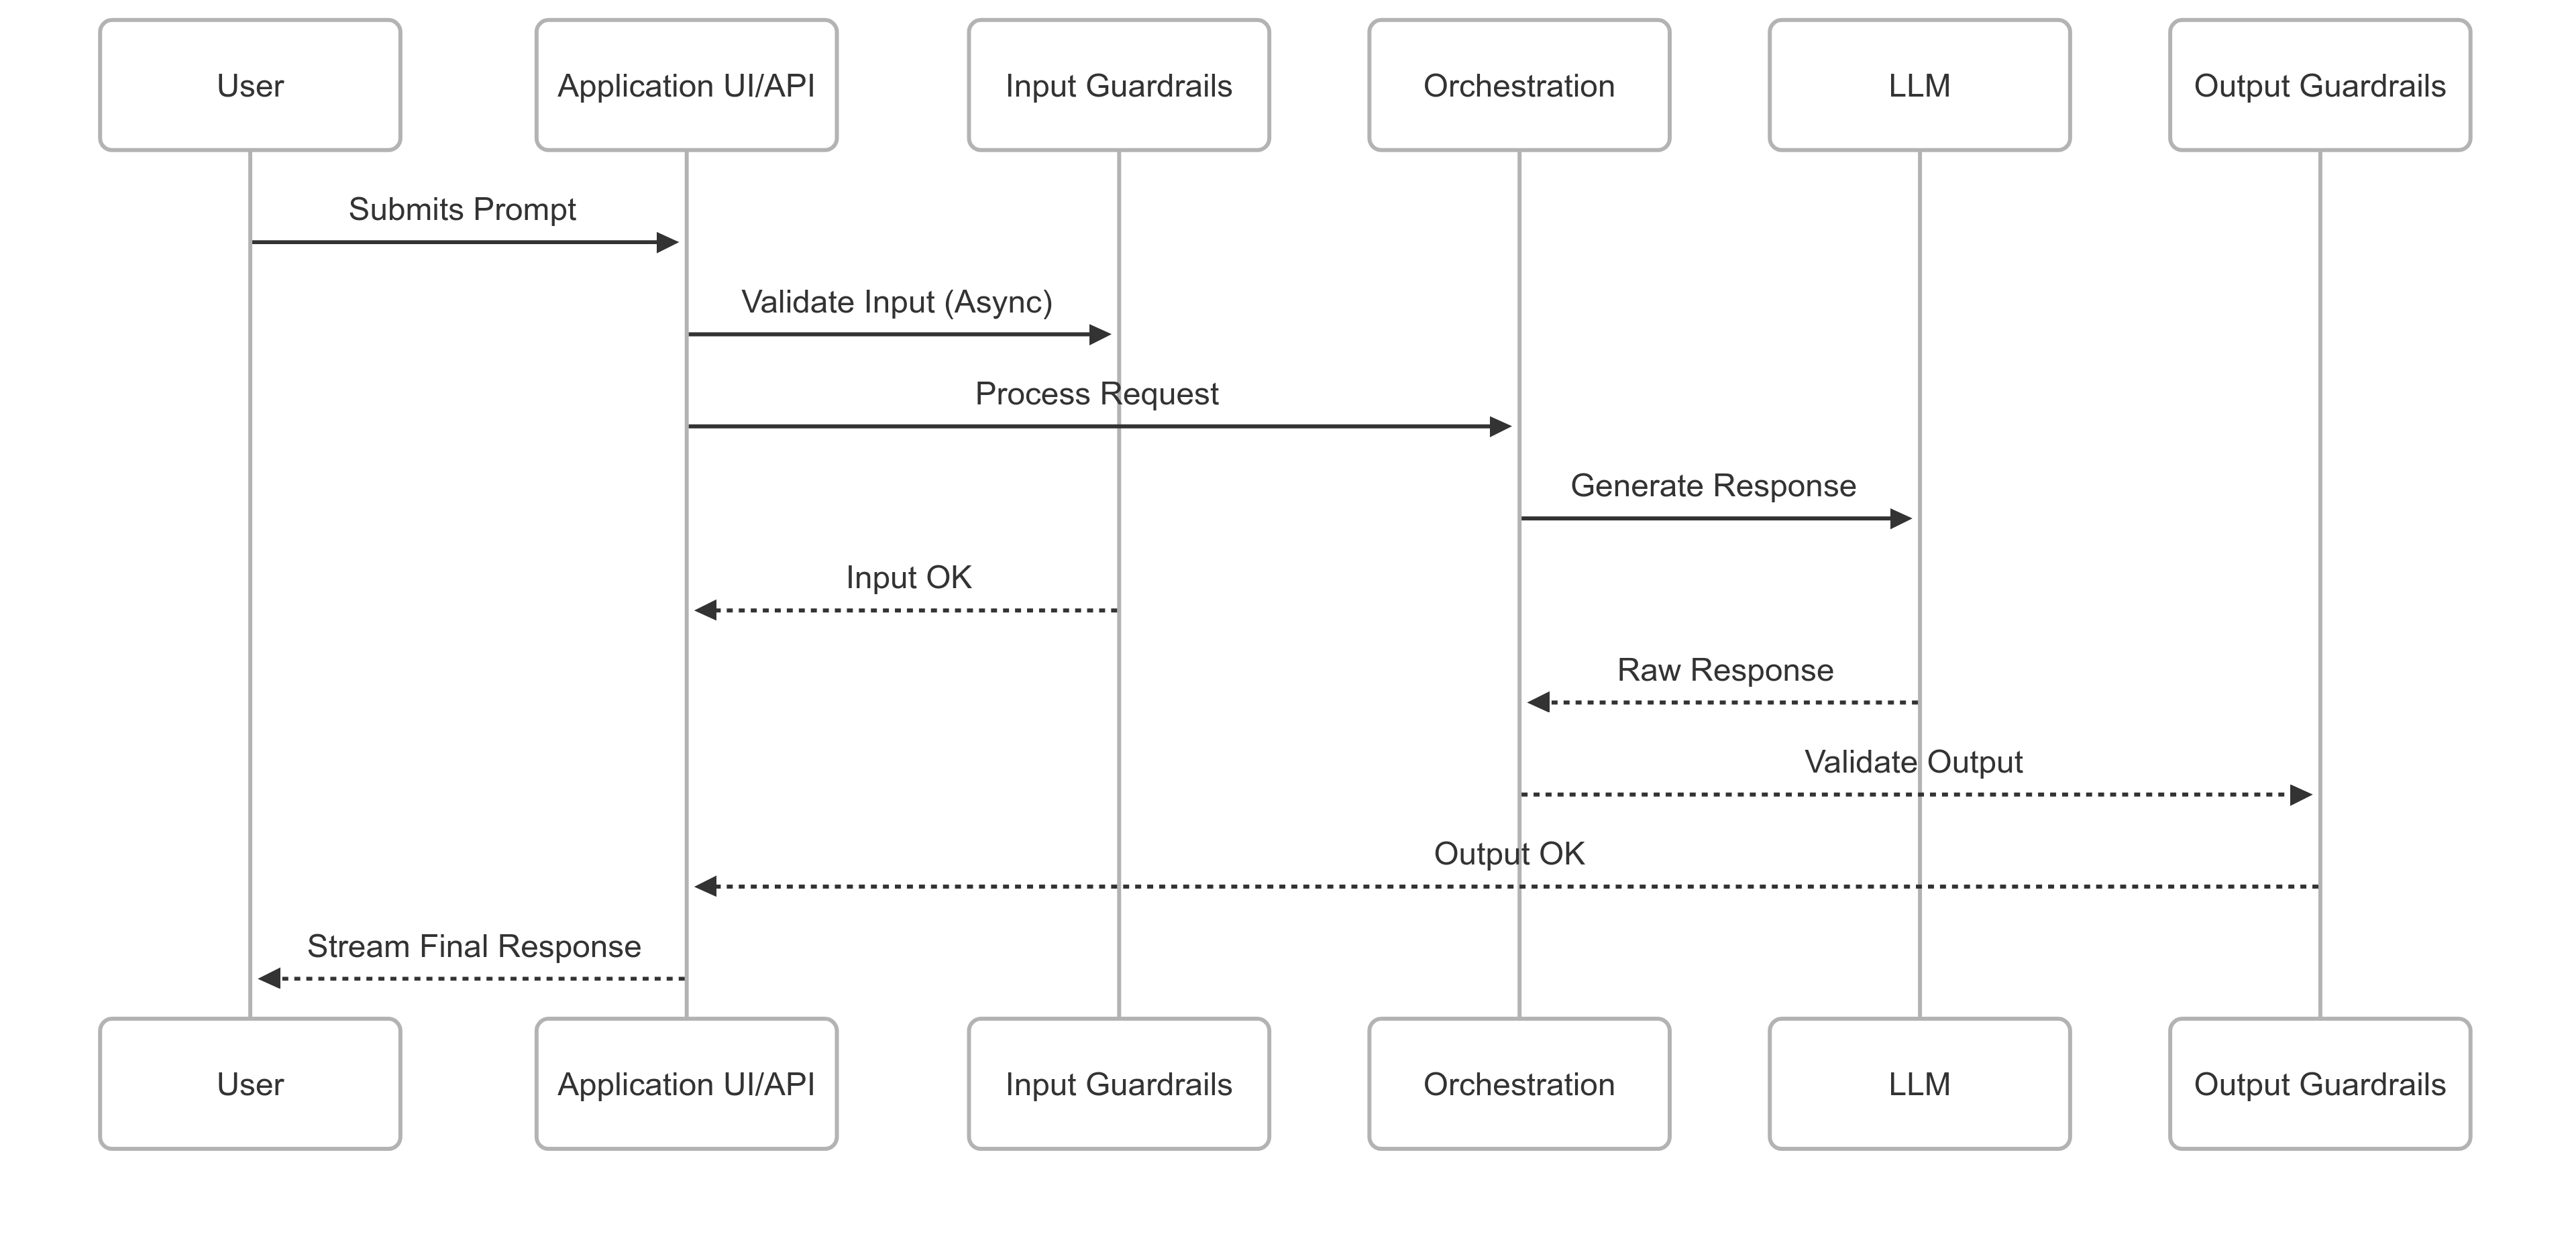 User
Application UI/API
Input Guardrails
Orchestration
LLM
Output Guardrails
Submits Prompt
Validate Input (Async)
Process Request
Generate Response
Input OK
Raw Response
Validate Output
Output OK
Stream Final Response
User
Application UI/API
Input Guardrails
Orchestration
LLM
Output Guardrails